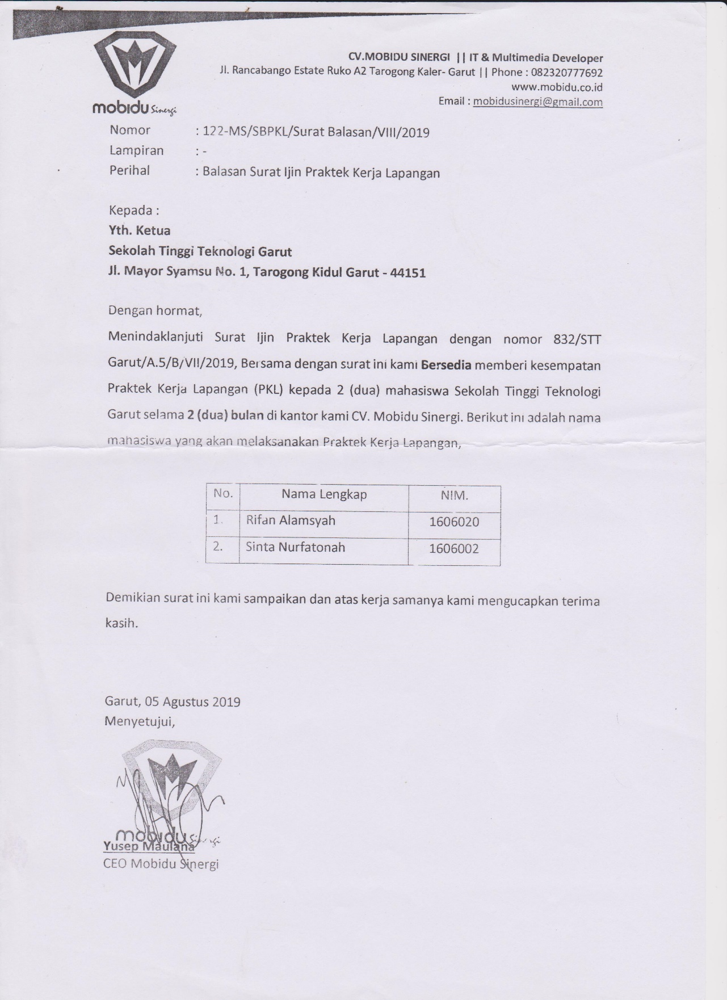 CV.MOBIDU SINERGI || IT & Multimedia Developer
Jl. Rancabango Estate Ruko A2 Tarogong Kaler- Garut || Phone : 082320777692
www.mobidu.co.id
Email : mobidusinergi@gmail.com
mobidu Sinergi
Nomor : 122-MS/SBPKL/Surat Balasan/VIII/2019
Lampiran : -
Perihal : Balasan Surat Ijin Praktek Kerja Lapangan
Kepada :
Yth. Ketua
Sekolah Tinggi Teknologi Garut
Jl. Mayor Syamsu No. 1, Tarogong Kidul Garut - 44151
Dengan hormat,
Menindaklanjuti Surat Ijin Praktek Kerja Lapangan dengan nomor 832/STT
Garut/A.5/B/VII/2019, Bersama dengan surat ini kami Bersedia memberi kesempatan
Praktek Kerja Lapangan (PKL) kepada 2 (dua) mahasiswa Sekolah Tinggi Teknologi
Garut selama 2 (dua) bulan di kantor kami CV. Mobidu Sinergi. Berikut ini adalah nama
mahasiswa yang akan melaksanakan Praktek Kerja Lapangan,
No. Nama Lengkap NIM.
1. Rifan Alamsyah 1606020
2. Sinta Nurfatonah 1606002
Demikian surat ini kami sampaikan dan atas kerja samanya kami mengucapkan terima
kasih.
Garut, 05 Agustus 2019
Menyetujui,
mobidu Sinergi
Yusep Maulana
CEO Mobidu Sinergi